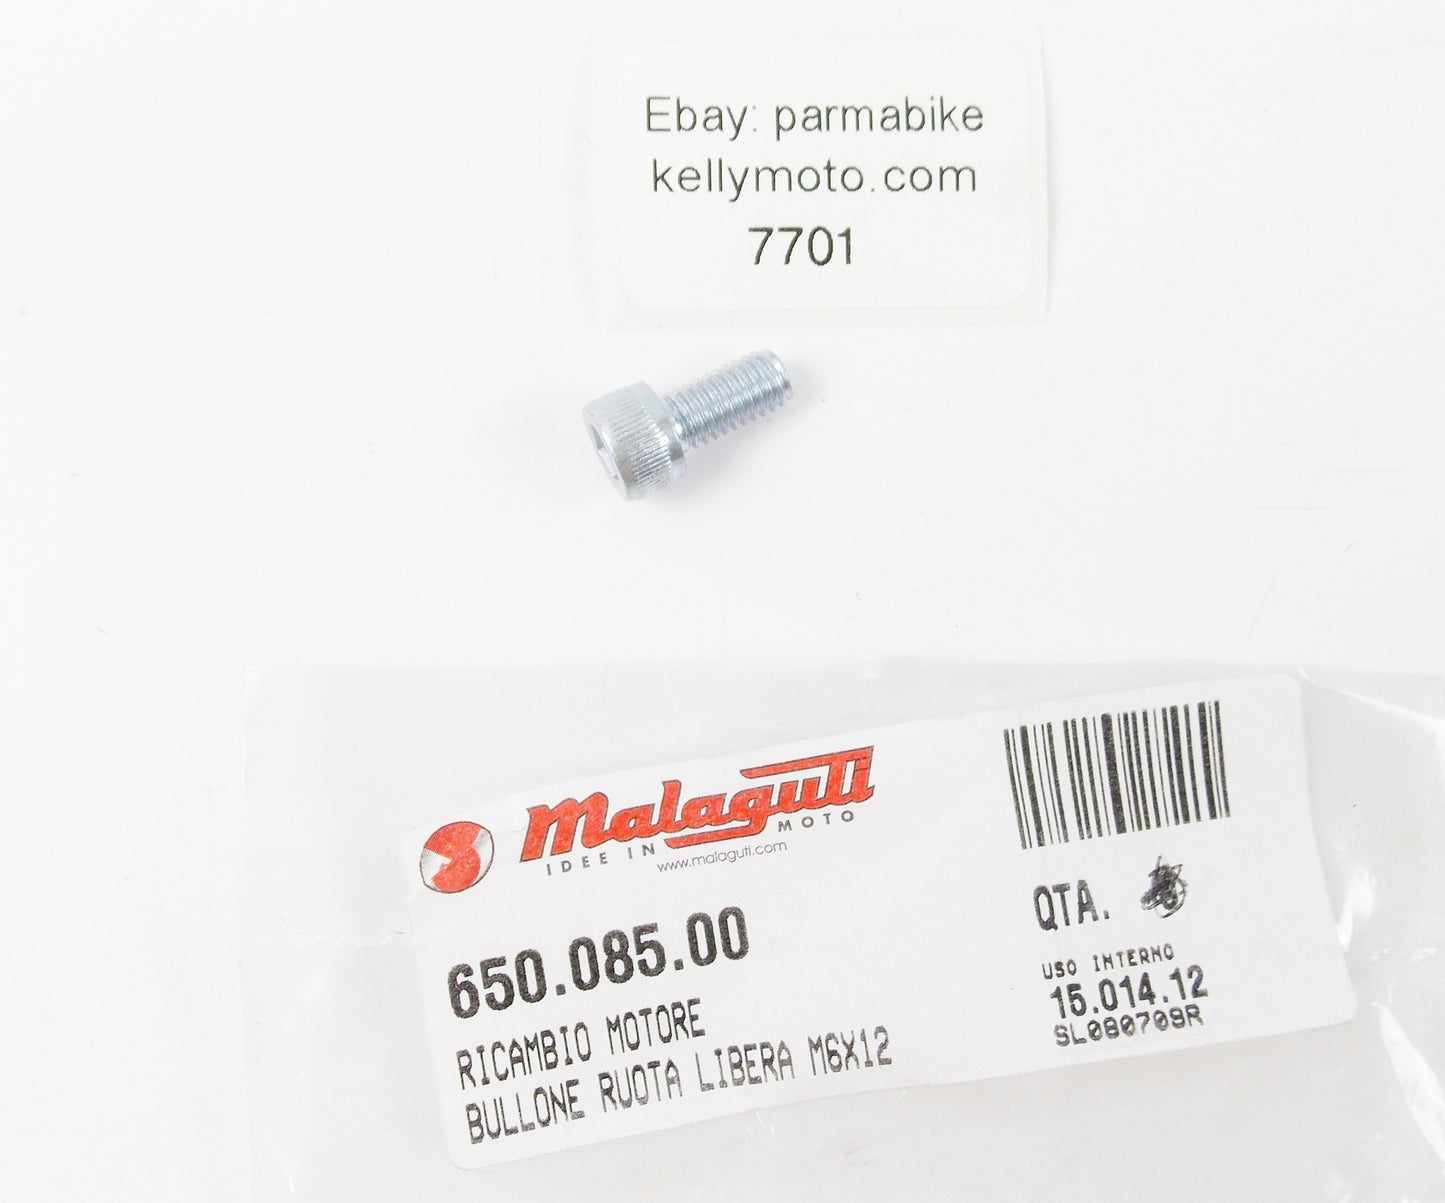 Ebay: parmabike
kellymoto.com
7701
Malaguti
IDEE IN MOTO
www.malaguti.com
650.085.00
RICAMBIO MOTORE
BULLONE RUOTA LIBERA M6X12
QTA.
USO INTERNO
15.014.12
SL080709R